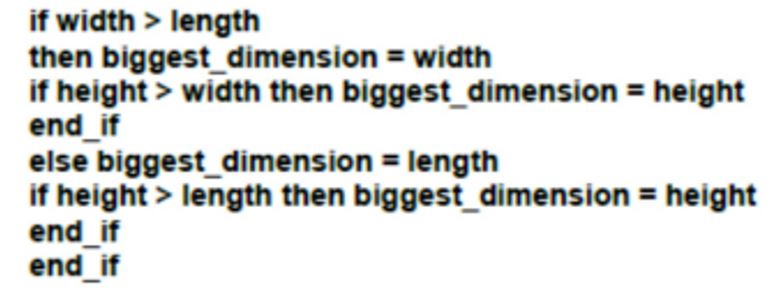 if width > length
then biggest_dimension = width
if height > width then biggest_dimension = height
end_if
else biggest_dimension = length
if height > length then biggest_dimension = height
end_if
end_if